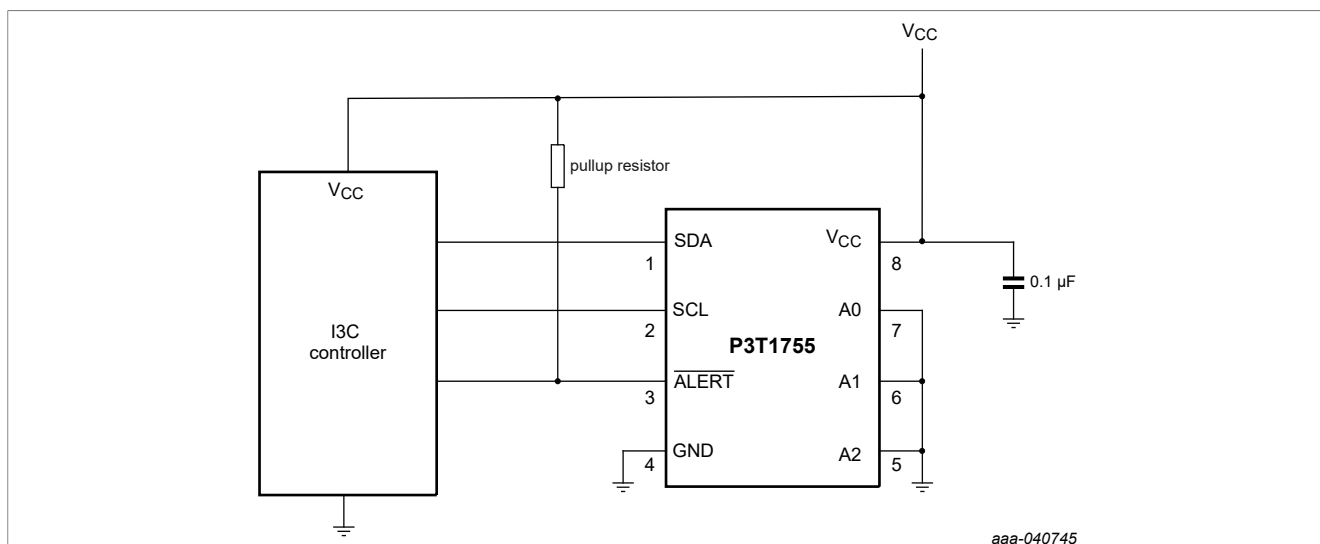 VCC
pullup resistor
VCC
I3C
controller
P3T1755
SDA
1
SCL
2
ALERT
3
GND
4
VCC
8
A0
7
A1
6
A2
5
0.1 µF
aaa-040745